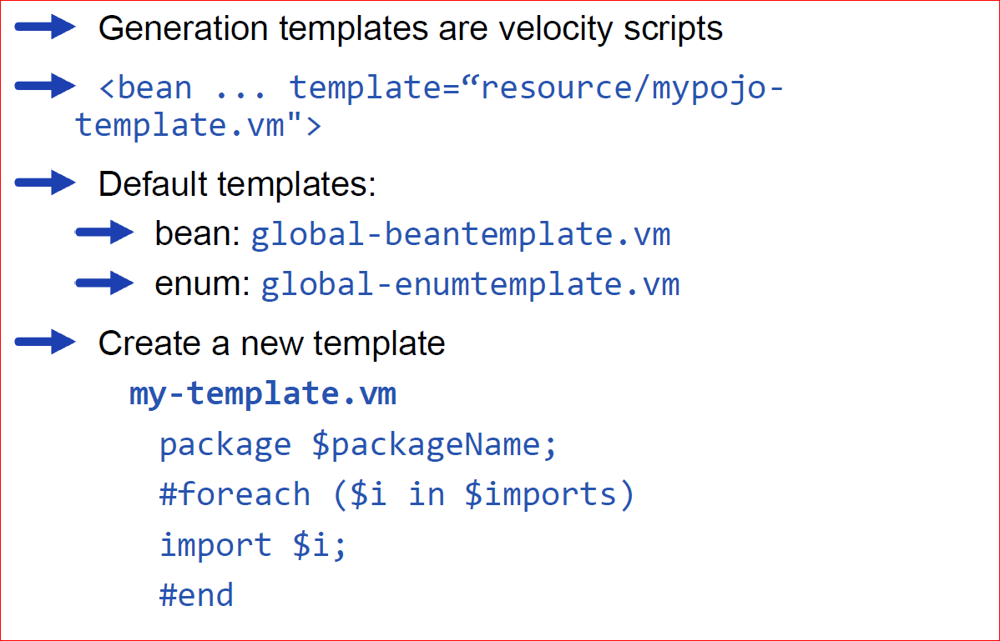 Generation templates are velocity scripts
<bean ... template=“resource/mypojo-
template.vm">
Default templates:
bean: global-beantemplate.vm
enum: global-enumtemplate.vm
Create a new template
my-template.vm
package $packageName;
#foreach ($i in $imports)
import $i;
#end